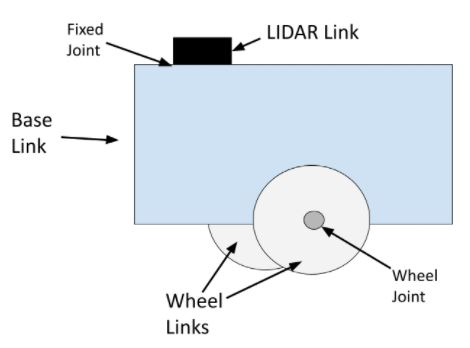 Fixed
Joint
LIDAR Link
Base
Link
Wheel
Links
Wheel
Joint